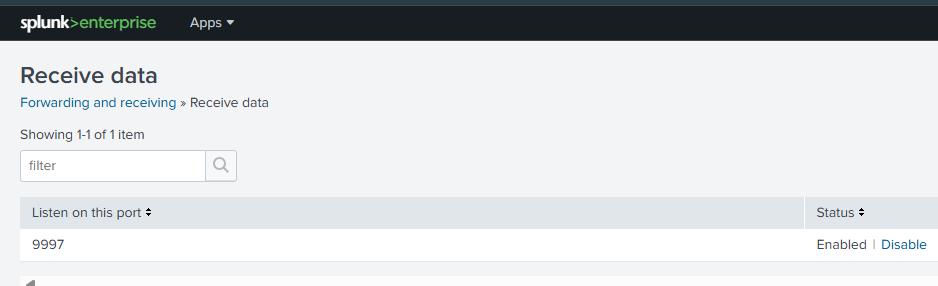 splunk>enterprise Apps
Receive data
Forwarding and receiving » Receive data
Showing 1-1 of 1 item
filter
Listen on this port Status
9997 Enabled | Disable